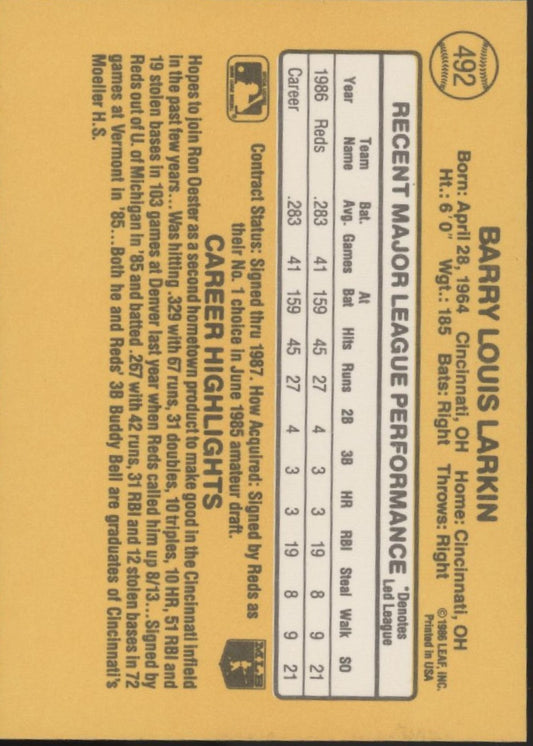 492
BARRY LOUIS LARKIN
Born: April 28, 1964 Cincinnati, OH Home: Cincinnati, OH
Ht.: 6'0" Wgt.: 185 Bats: Right Throws: Right
©1986 LEAF, INC.
Printed in USA
RECENT MAJOR LEAGUE PERFORMANCE *Denotes Led League
Year Team Name Bat. Avg. Games At Bat Hits Runs 2B 3B HR RBI Steal Walk SO
1986 Reds .283 41 159 45 27 4 3 3 19 8 9 21
Career .283 41 159 45 27 4 3 3 19 8 9 21
Contract Status: Signed thru 1987. How Acquired: Signed by Reds as
their No. 1 choice in June 1985 amateur draft.
MLB
CAREER HIGHLIGHTS
Hopes to join Ron Oester as a second hometown product to make good in the Cincinnati infield
in the past few years...Was hitting .329 with 67 runs, 31 doubles, 10 triples, 10 HR, 51 RBI and
19 stolen bases in 103 games at Denver last year when Reds called him up 8/13...Signed by
Reds out of U. of Michigan in '85 and batted .267 with 42 runs, 31 RBI and 12 stolen bases in 72
games at Vermont in '85...Both he and Reds' 3B Buddy Bell are graduates of Cincinnati's
Moeller H.S.